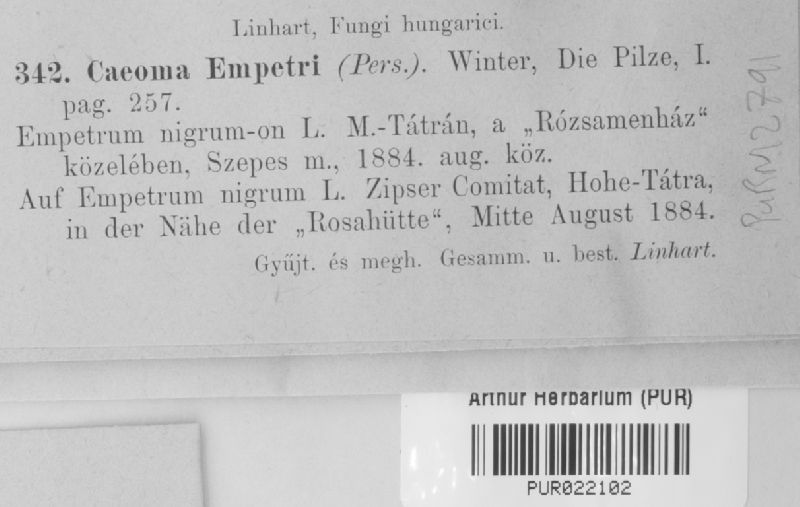 Linhart, Fungi hungarici.
342. Caeoma Empetri (Pers.). Winter, Die Pilze, I.
pag. 257.
Empetrum nigrum-on L. M.-Tátrán, a „Rózsamenház“
közelében, Szepes m., 1884. aug. köz.
Auf Empetrum nigrum L. Zipser Comitat, Hohe-Tátra,
in der Nähe der „Rosahütte“, Mitte August 1884.
Gyűjt. és megh. Gesamm. u. best. Linhart.
PURM12791
Arthur Herbarium (PUR)
PUR022102